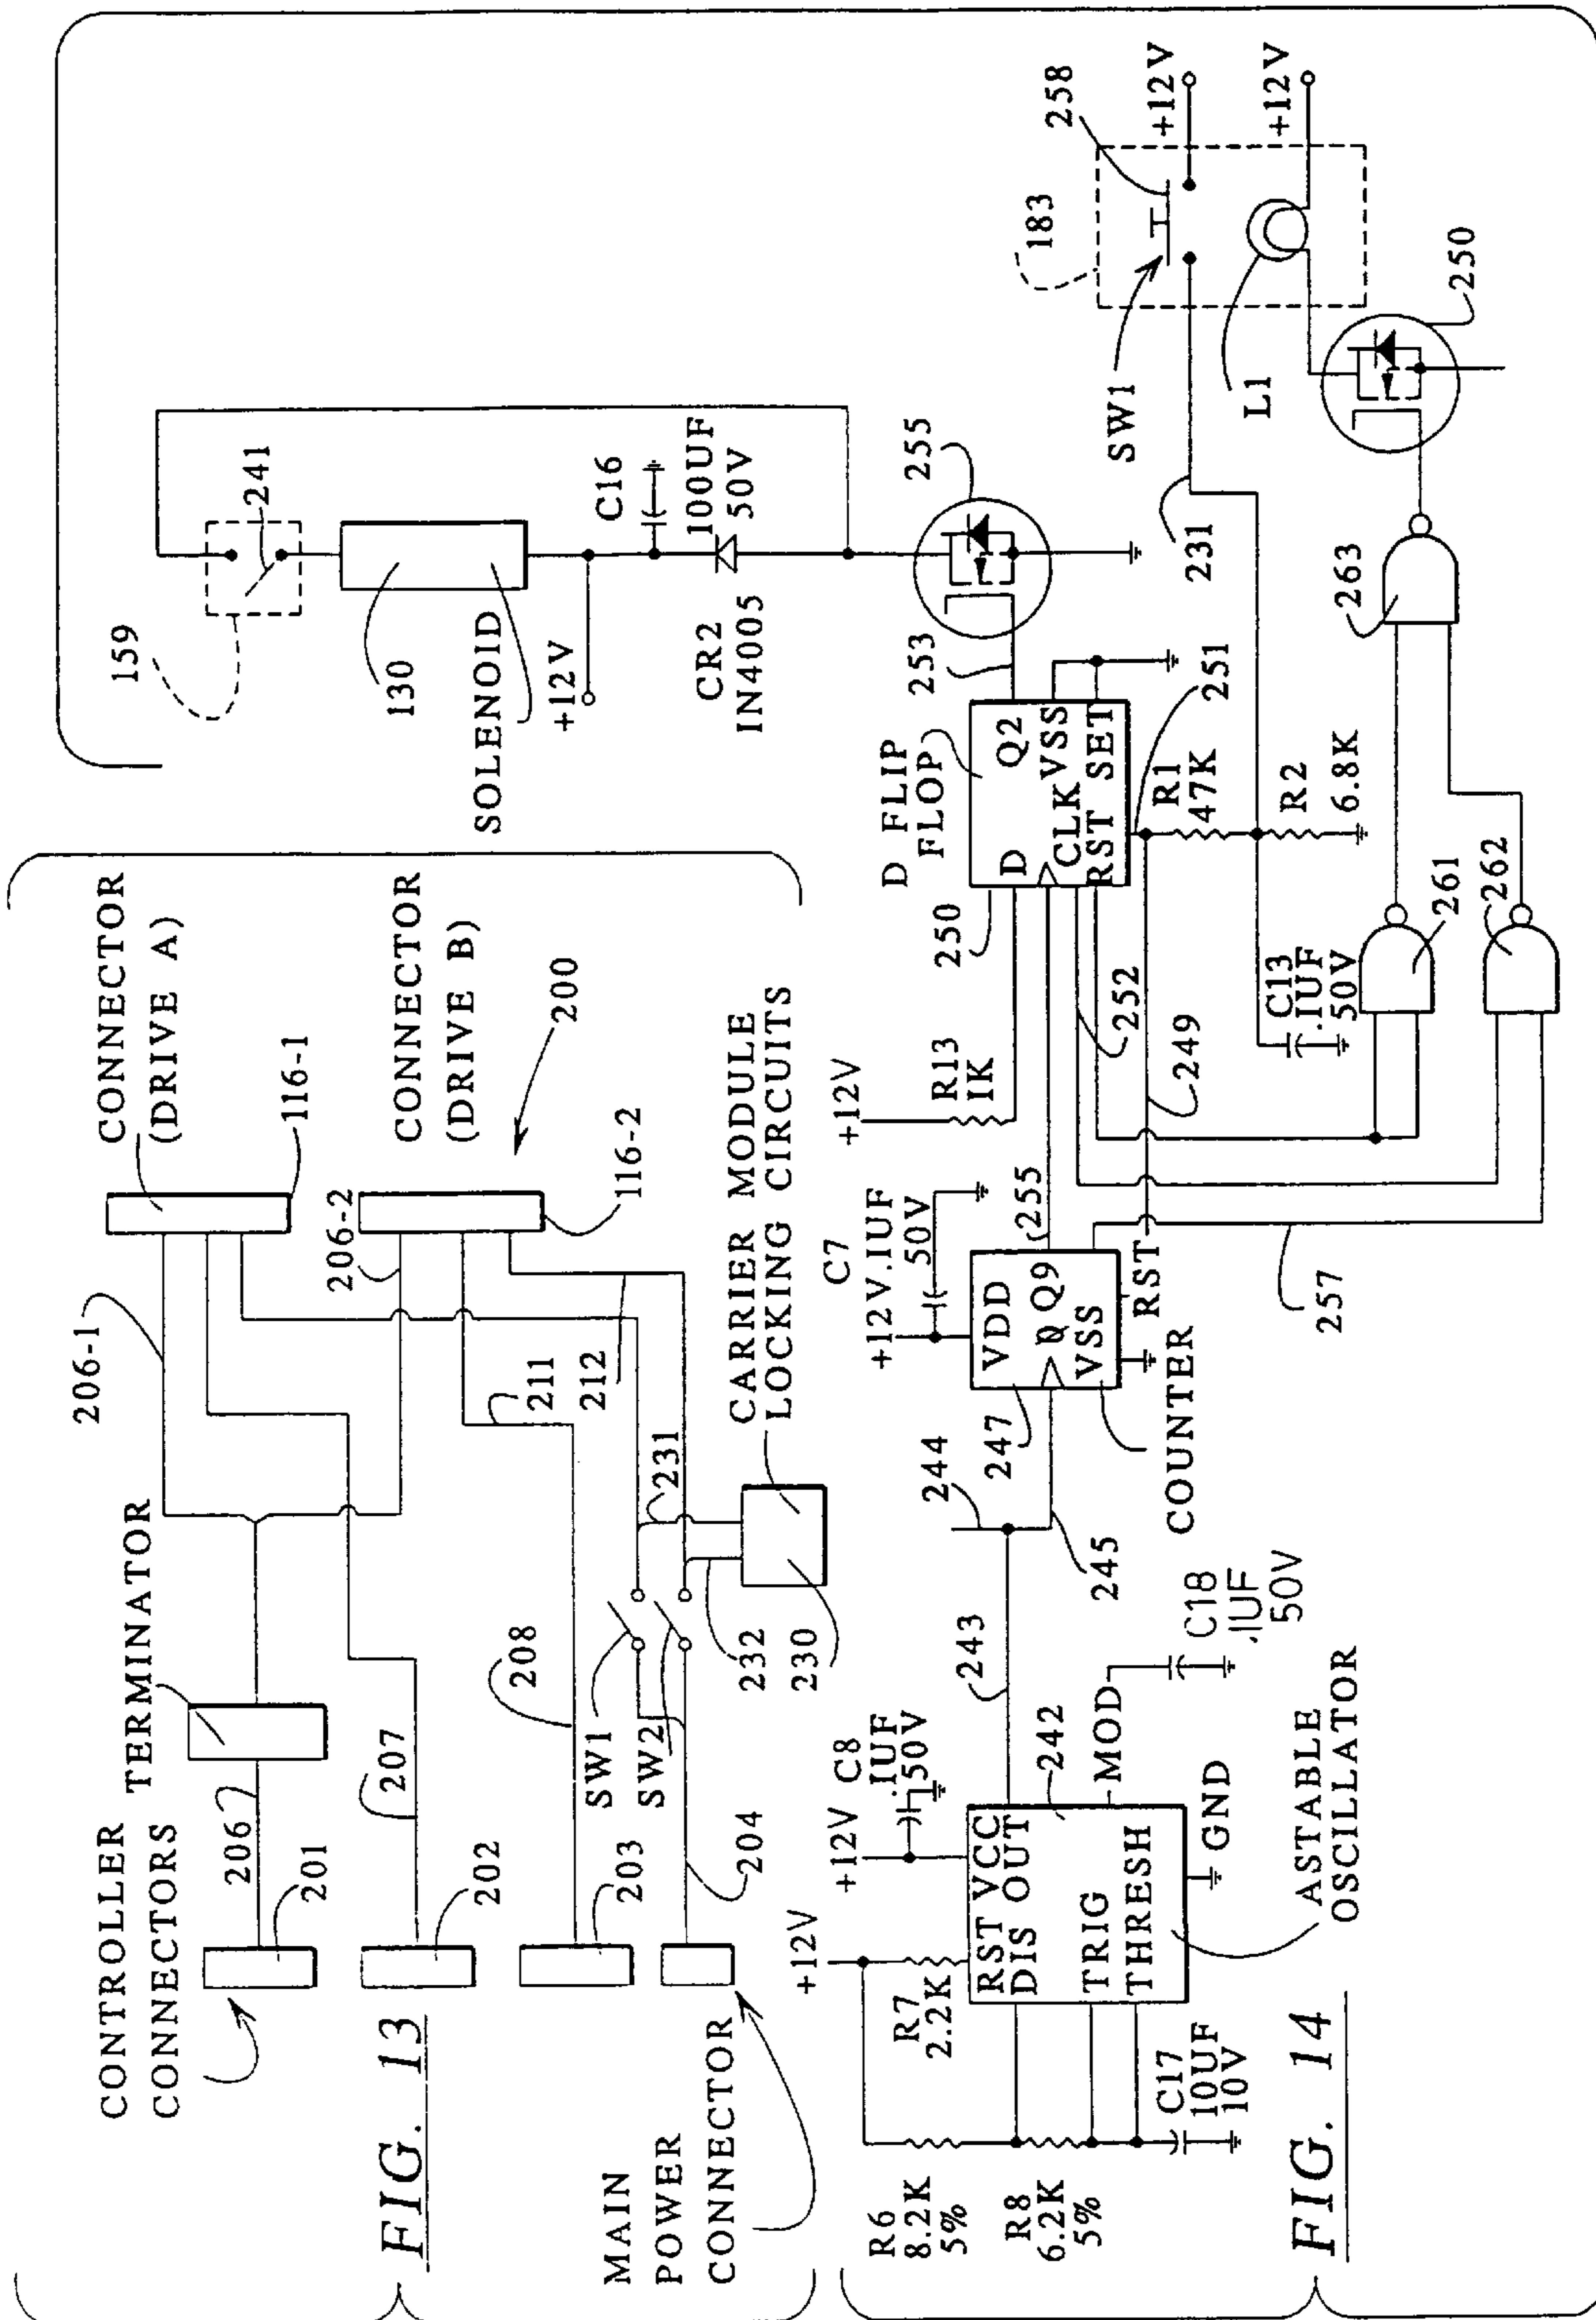 CONTROLLER
CONNECTORS
TERMINATOR
206
201
207
202
208
203
SW1
SW2
204
MAIN
POWER
CONNECTOR
206-1
206-2
CONNECTOR
(DRIVE A)
116-1
CONNECTOR
(DRIVE B)
116-2
200
211
212
231
232
230
CARRIER MODULE
LOCKING CIRCUITS
FIG. 13
159
241
130
SOLENOID
+12V
C16
100UF
50V
CR2
IN4005
255
253
D FLIP
FLOP
250
D
Q2
CLK
VSS
RST
SET
251
R1
47K
R2
6.8K
231
SW1
183
258
+12V
+12V
L1
250
263
261
262
C13
.1UF
50V
252
249
+12V
R13
1K
255
257
C7
+12V
.1UF
50V
VDD
Q
Q9
VSS
RST
247
COUNTER
244
245
243
+12V
C8
.1UF
50V
+12V
R7
2.2K
RST
VCC
DIS
OUT
TRIG
THRESH
242
MOD
C18
.1UF
50V
GND
ASTABLE
OSCILLATOR
R6
8.2K
5%
R8
6.2K
5%
C17
10UF
10V
FIG. 14